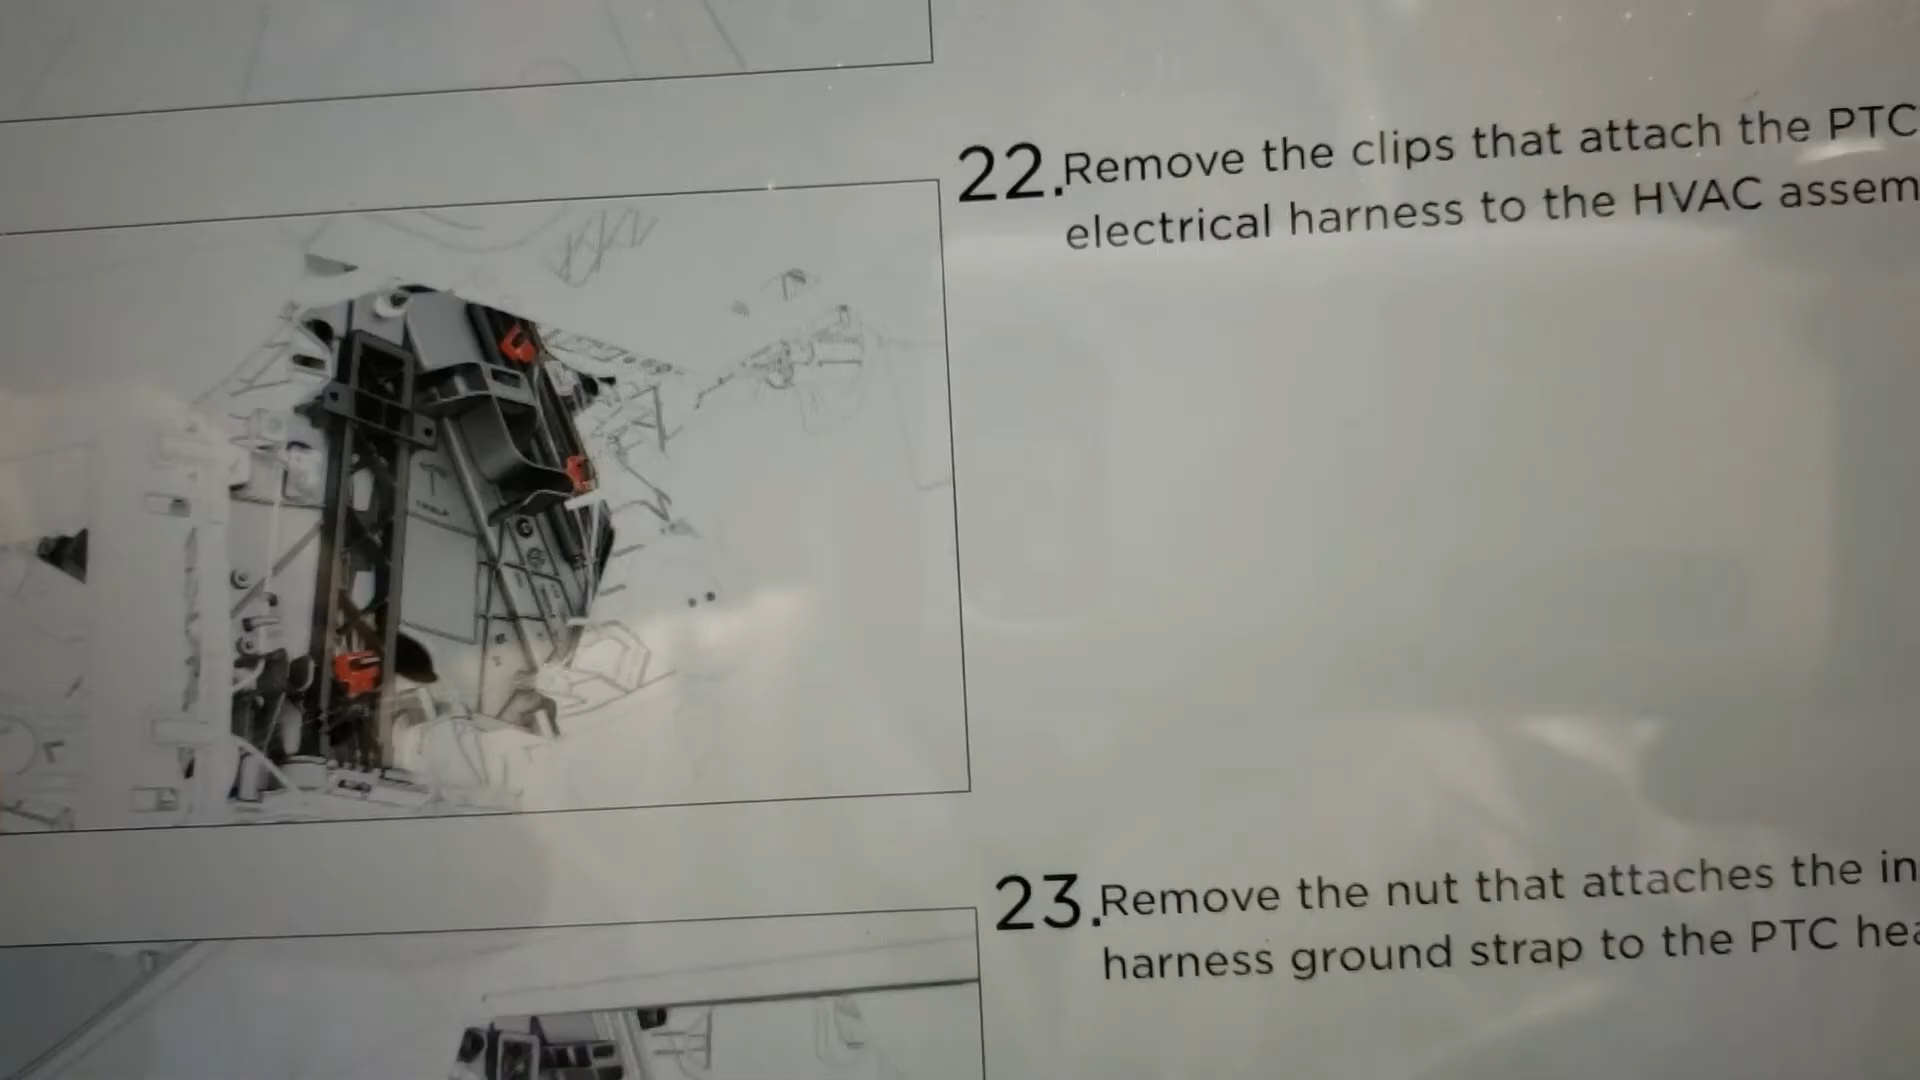 22. Remove the clips that attach the PTC
electrical harness to the HVAC assem
23. Remove the nut that attaches the in
harness ground strap to the PTC hea